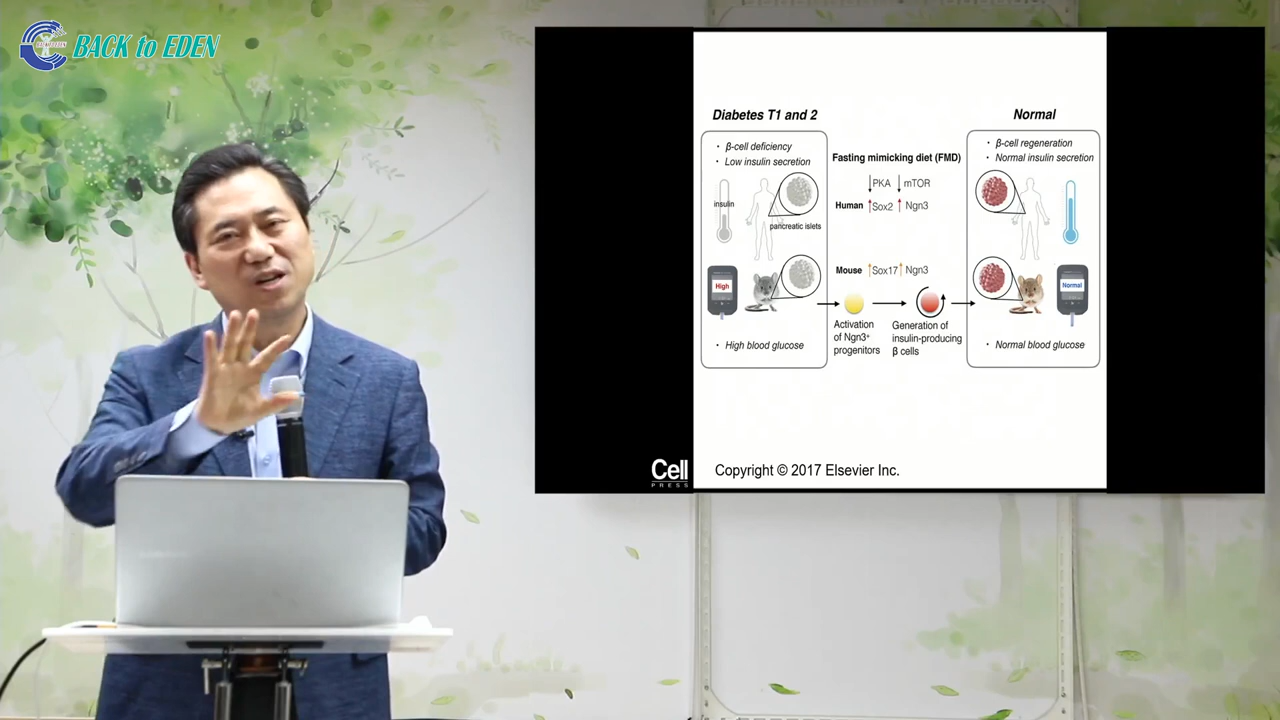 BACK to EDEN
Diabetes T1 and 2
• β-cell deficiency
• Low insulin secretion
insulin
pancreatic islets
High
• High blood glucose
Fasting mimicking diet (FMD)
↓PKA ↓mTOR
Human ↑Sox2 ↑Ngn3
Mouse ↑Sox17↑Ngn3
Activation
of Ngn3⁺
progenitors
Generation of
insulin-producing
β cells
Normal
• β-cell regeneration
• Normal insulin secretion
Normal
• Normal blood glucose
Cell
PRESS
Copyright © 2017 Elsevier Inc.